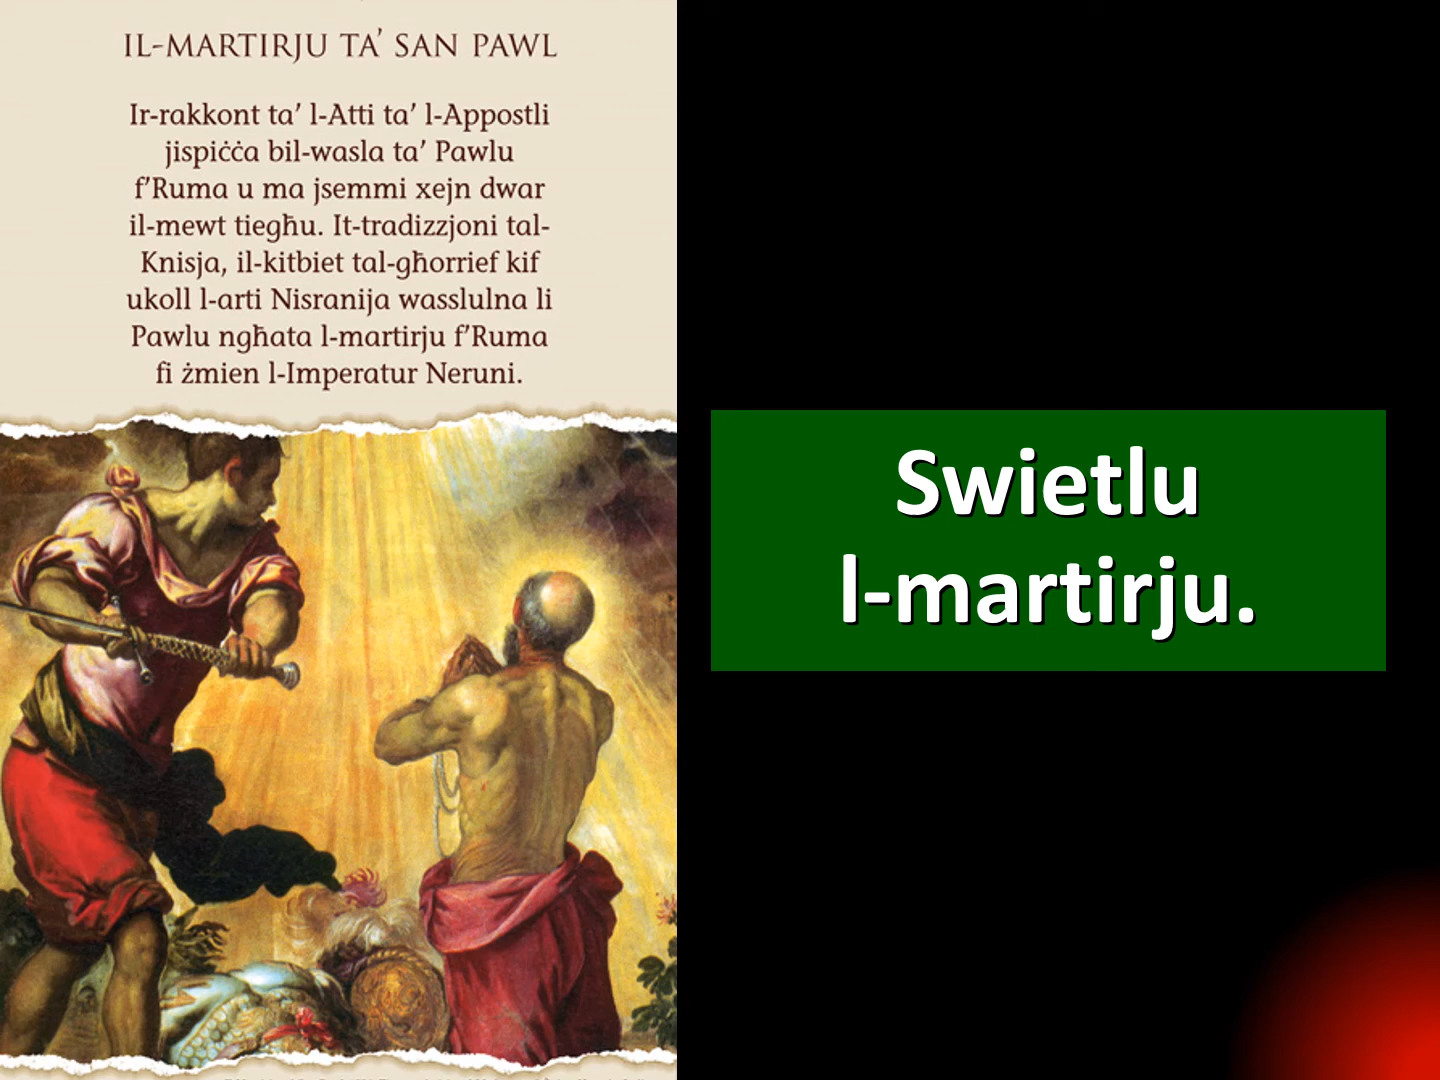 IL-MARTIRJU TA’ SAN PAWL
Ir-rakkont ta’ l-Atti ta’ l-Appostli
jispiċċa bil-wasla ta’ Pawlu
f’Ruma u ma jsemmi xejn dwar
il-mewt tiegħu. It-tradizzjoni tal-
Knisja, il-kitbiet tal-għorrief kif
ukoll l-arti Nisranija wasslulna li
Pawlu ngħata l-martirju f’Ruma
fi żmien l-Imperatur Neruni.
Swietlu
l-martirju.